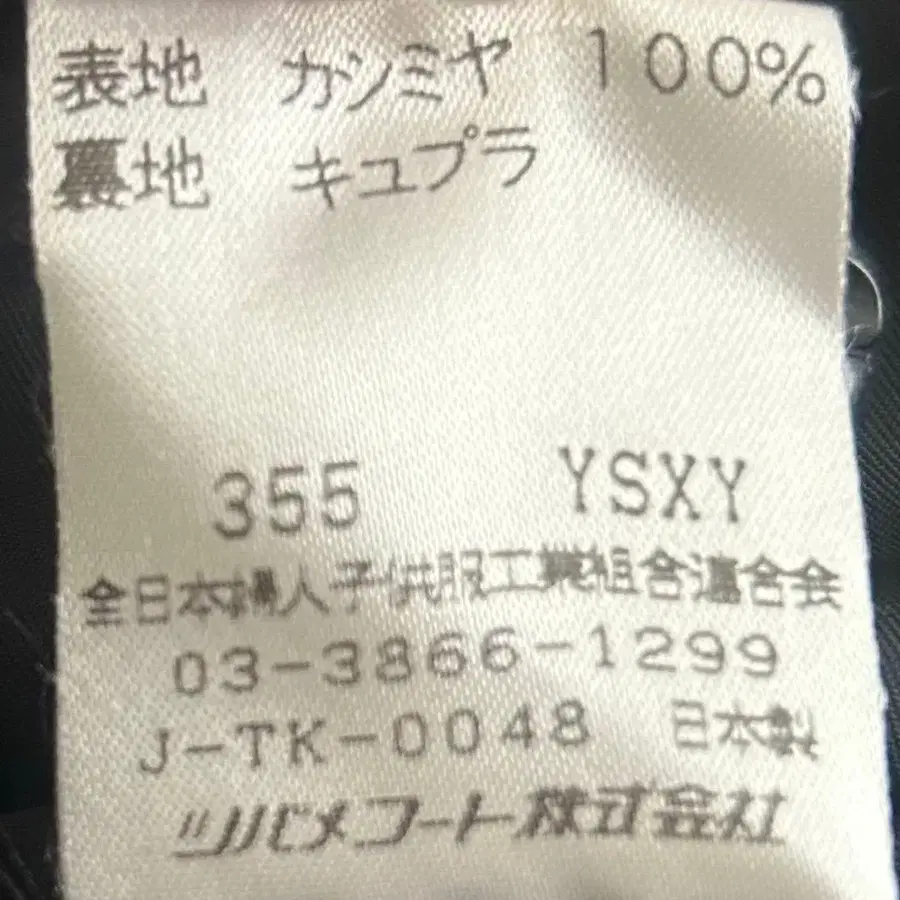 表地 カシミヤ 100%
裏地 キュプラ
355 YSXY
全日本婦人子供服工業組合連合会
03-3866-1299
J-TK-0048 日本製
ツバメコート株式会社